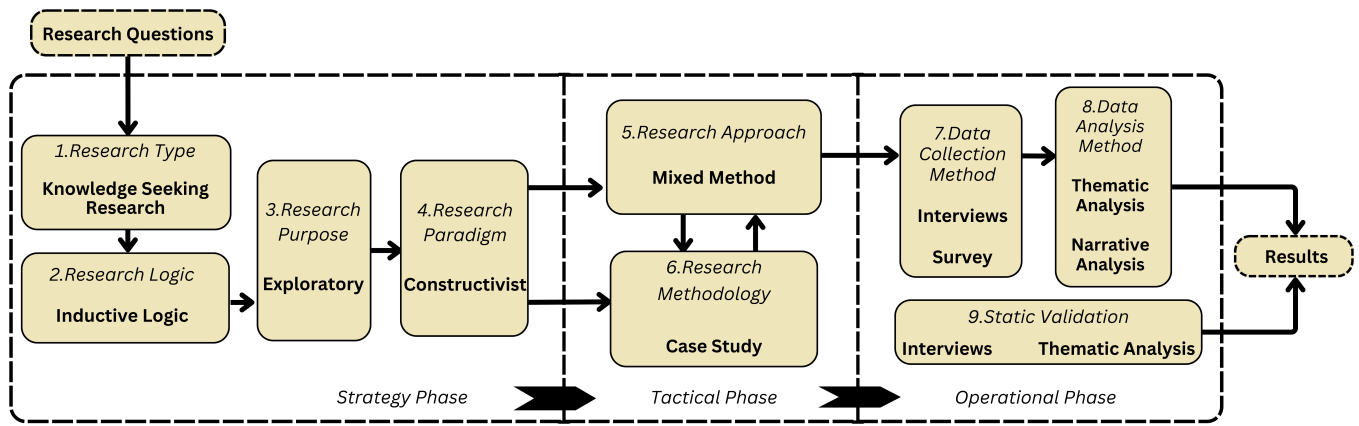 Research Questions
1.Research Type
Knowledge Seeking
Research
2.Research Logic
Inductive Logic
3.Research
Purpose
Exploratory
4.Research
Paradigm
Constructivist
Strategy Phase
5.Research Approach
Mixed Method
6.Research
Methodology
Case Study
Tactical Phase
7.Data
Collection
Method
Interviews
Survey
8.Data
Analysis
Method
Thematic
Analysis
Narrative
Analysis
9.Static Validation
Interviews Thematic Analysis
Operational Phase
Results